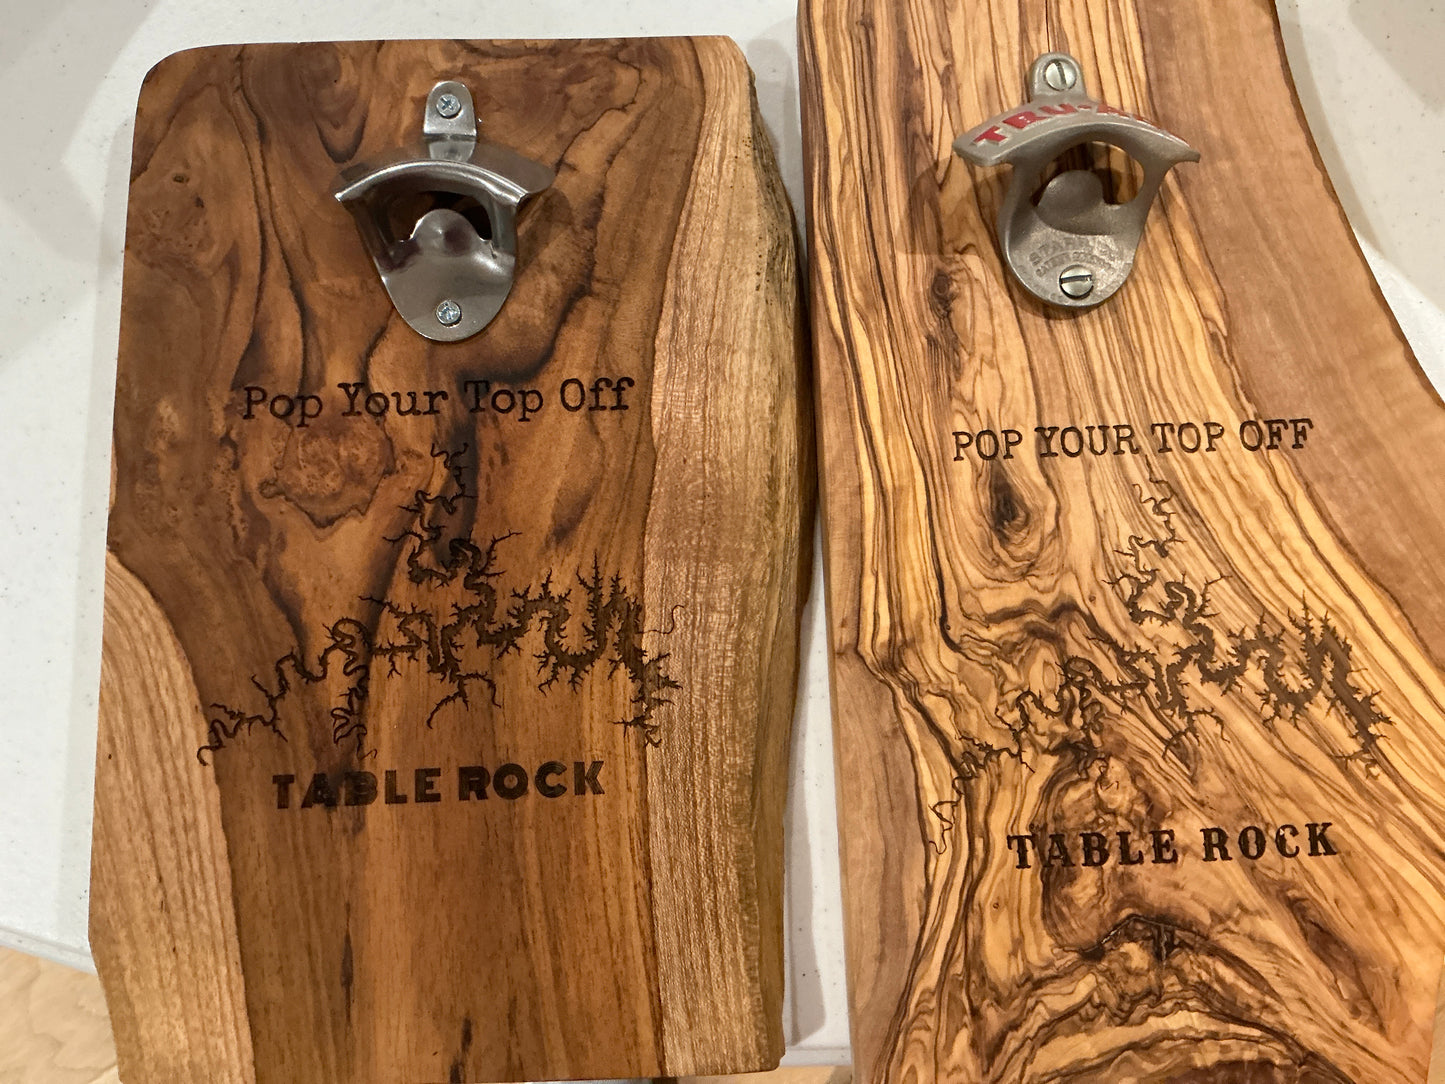 Pop Your Top Off
TABLE ROCK
POP YOUR TOP OFF
TABLE ROCK